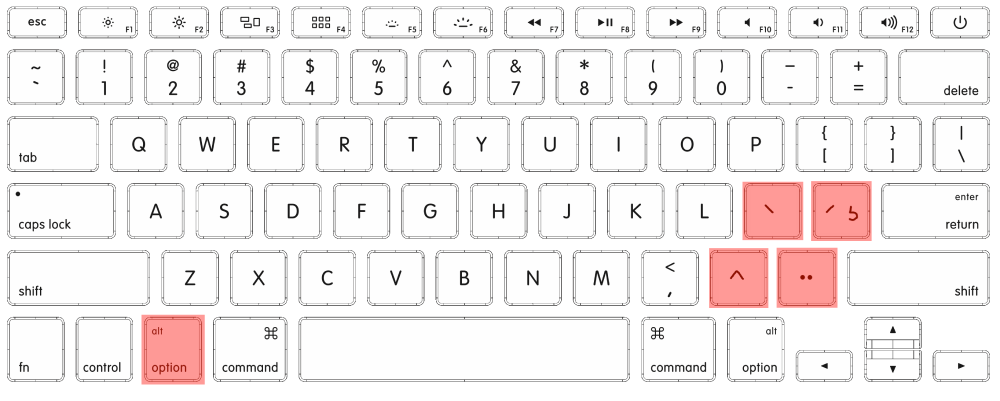 esc F1 F2 F3 F4 F5 F6 F7 F8 F9 F10 F11 F12
~ ! @ # $ % ^ & * ( ) – +
` 1 2 3 4 5 6 7 8 9 0 - = delete
tab Q W E R T Y U I O P { } |
[ ] \
caps lock A S D F G H J K L ` ´ enter
return
shift Z X C V B N M < ^ ¨ shift
,
alt ⌘ ⌘ alt
fn control option command command option